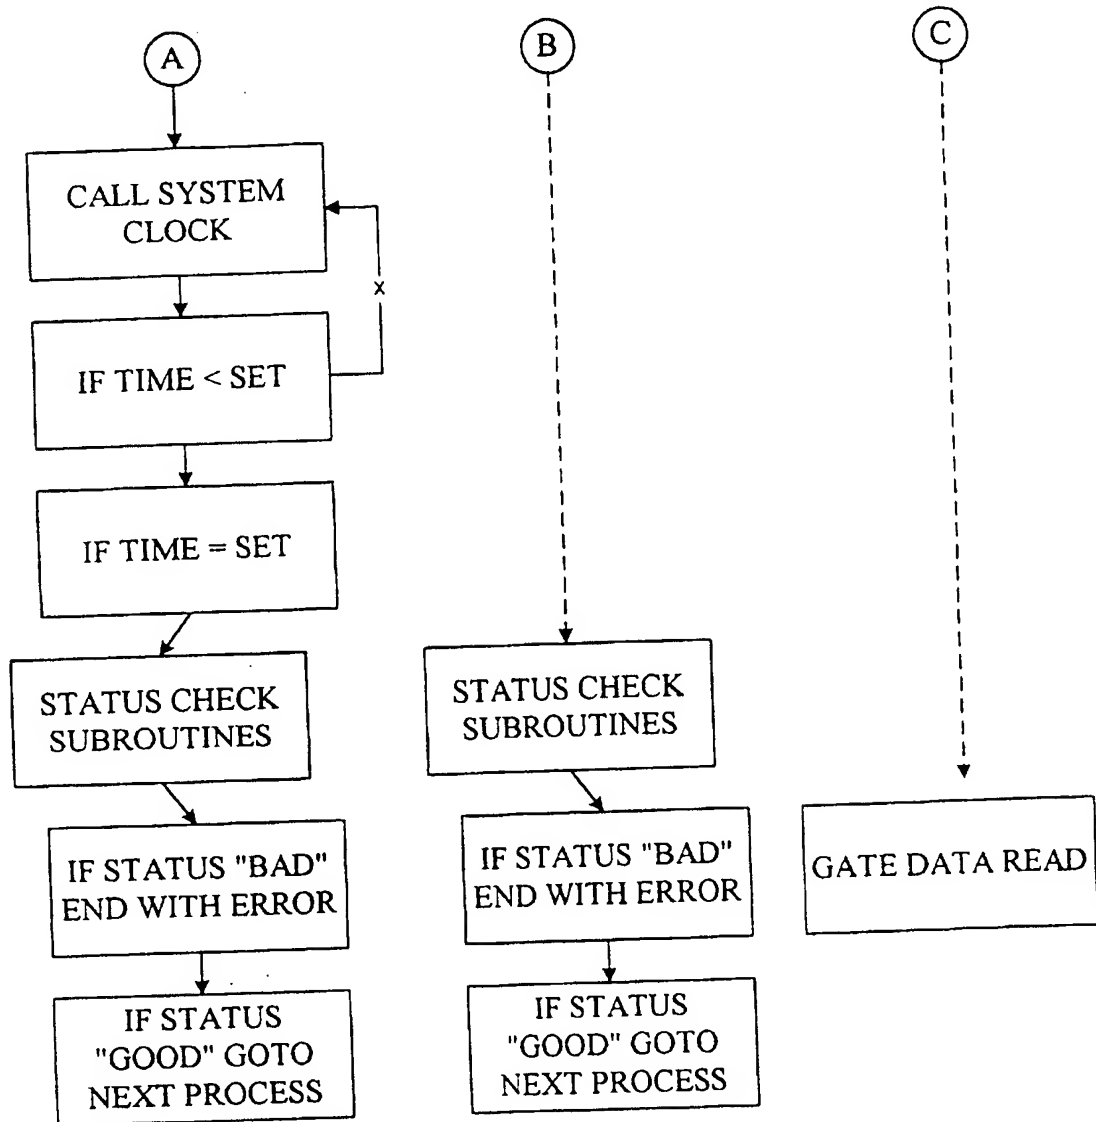 A
B
C
CALL SYSTEM
CLOCK
x
IF TIME < SET
IF TIME = SET
STATUS CHECK
SUBROUTINES
IF STATUS "BAD"
END WITH ERROR
IF STATUS
"GOOD" GOTO
NEXT PROCESS
STATUS CHECK
SUBROUTINES
IF STATUS "BAD"
END WITH ERROR
IF STATUS
"GOOD" GOTO
NEXT PROCESS
GATE DATA READ